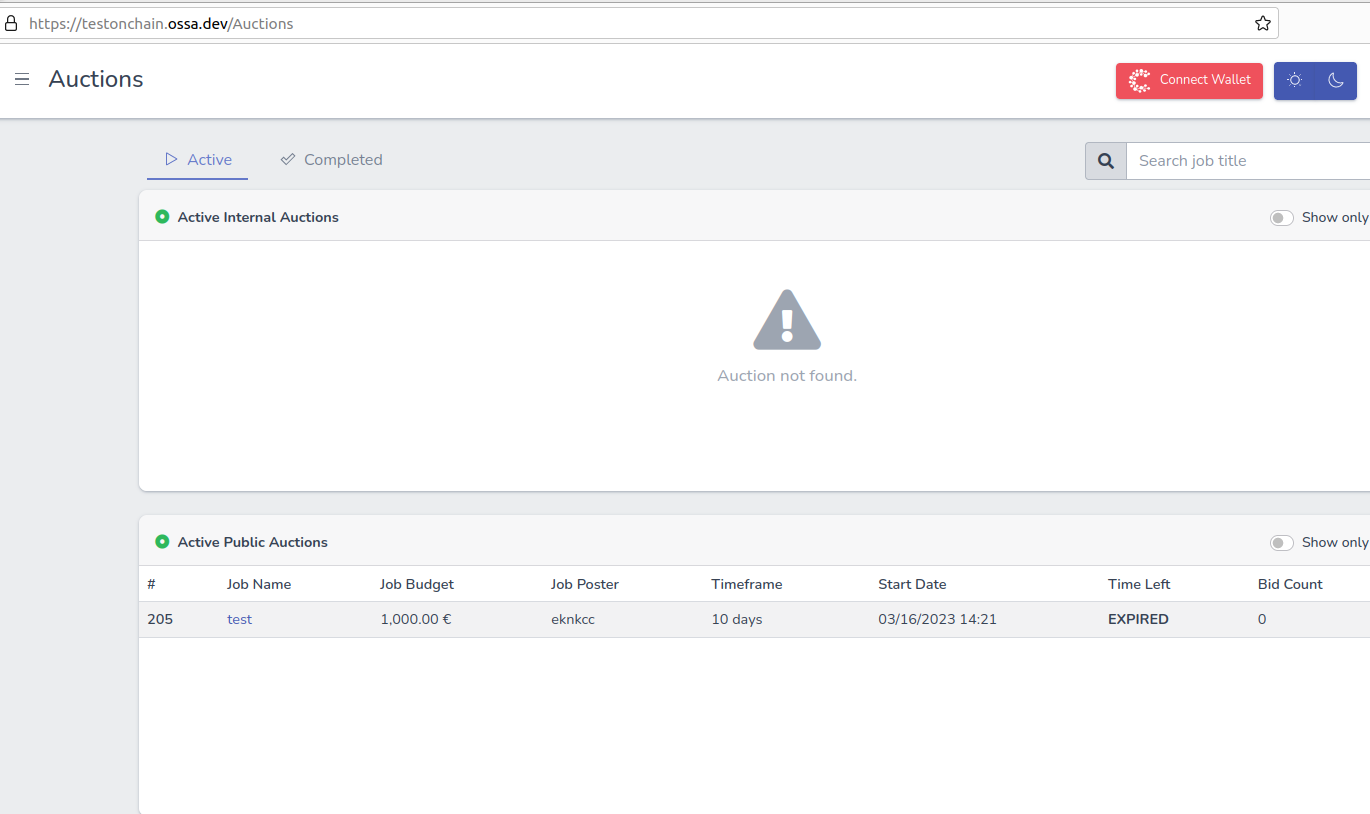 https://testonchain.ossa.dev/Auctions
Auctions
Connect Wallet
Active
Completed
Search job title
Active Internal Auctions
Show only
Auction not found.
Active Public Auctions
Show only
# Job Name Job Budget Job Poster Timeframe Start Date Time Left Bid Count
205 test 1,000.00 € eknkcc 10 days 03/16/2023 14:21 EXPIRED 0